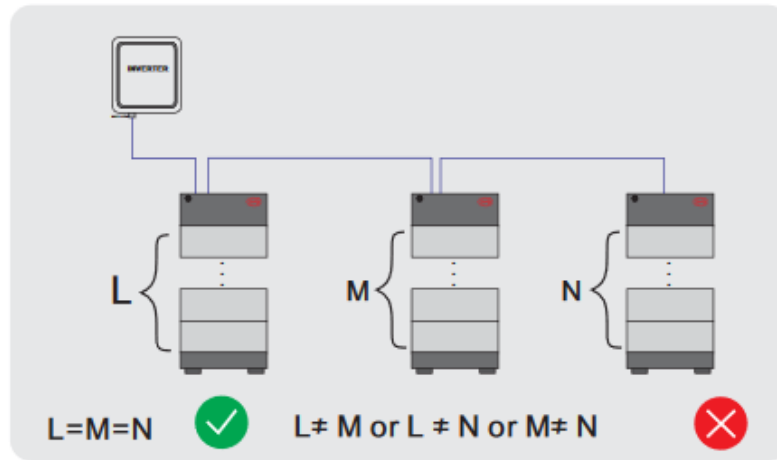 INVERTER
L
M
N
L=M=N
L≠ M or L ≠ N or M≠ N